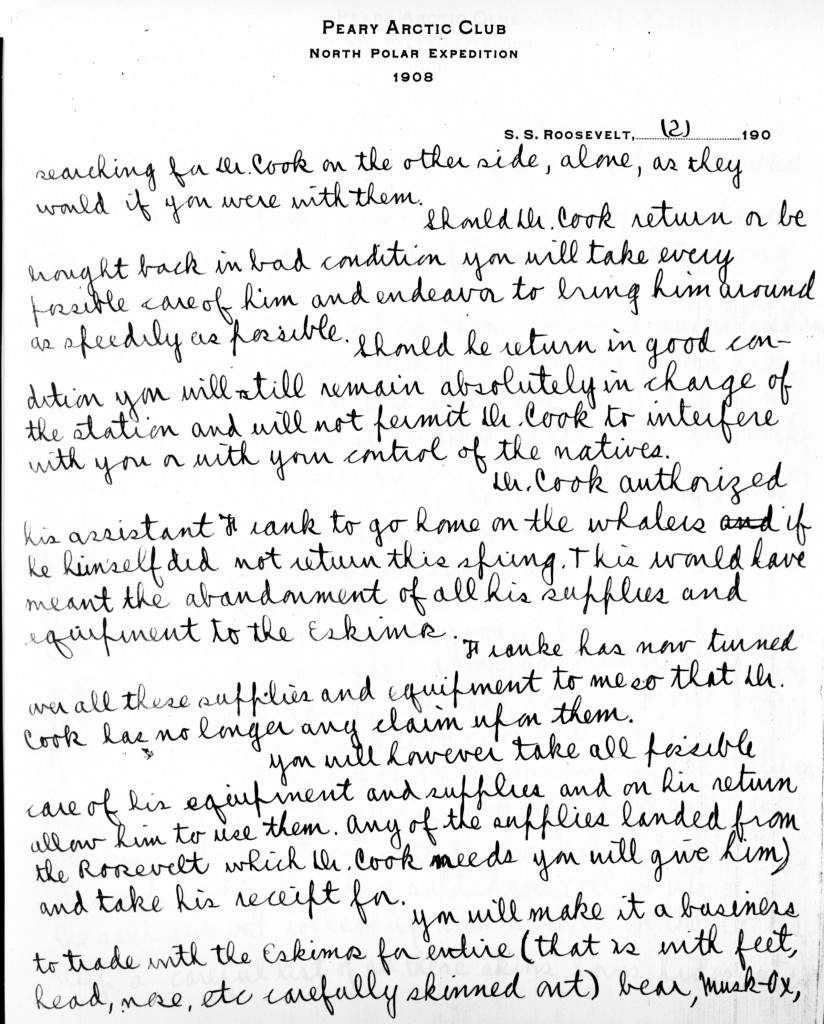 PEARY ARCTIC CLUB
NORTH POLAR EXPEDITION
1908
S. S. ROOSEVELT, (2) 190
searching for Dr. Cook on the other side, alone, as they
would if you were with them.
Should Dr. Cook return or be
brought back in bad condition you will take every
possible care of him and endeavor to bring him around
as speedily as possible.
Should he return in good con-
dition you will still remain absolutely in charge of
the station and will not permit Dr. Cook to interfere
with you or with your control of the natives.
Dr. Cook authorized
his assistant Frank to go home on the whalers and if
he himself did not return this spring. This would have
meant the abandonment of all his supplies and
equipment to the Eskimos.
Franke has now turned
over all these supplies and equipment to me so that Dr.
Cook has no longer any claim upon them.
You will however take all possible
care of his equipment and supplies and on his return
allow him to use them. Any of the supplies landed from
the Roosevelt which Dr. Cook needs you will give him)
and take his receipt for.
You will make it a business
to trade with the Eskimos for entire (that is with feet,
head, nose, etc carefully skinned out) bear, musk-ox,